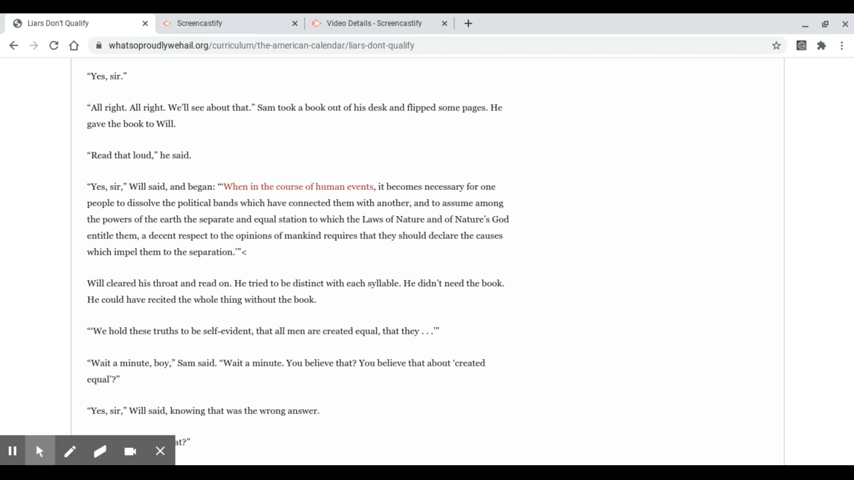 Liars Don't Qualify
Screencastify
Video Details - Screencastify
whatsoproudlywehail.org/curriculum/the-american-calendar/liars-dont-qualify
“Yes, sir.”
“All right. All right. We’ll see about that.” Sam took a book out of his desk and flipped some pages. He
gave the book to Will.
“Read that loud,” he said.
“Yes, sir,” Will said, and began: “‘When in the course of human events, it becomes necessary for one
people to dissolve the political bands which have connected them with another, and to assume among
the powers of the earth the separate and equal station to which the Laws of Nature and of Nature’s God
entitle them, a decent respect to the opinions of mankind requires that they should declare the causes
which impel them to the separation.’”<
Will cleared his throat and read on. He tried to be distinct with each syllable. He didn’t need the book.
He could have recited the whole thing without the book.
“‘We hold these truths to be self-evident, that all men are created equal, that they . . .’”
“Wait a minute, boy,” Sam said. “Wait a minute. You believe that? You believe that about ‘created
equal’?”
“Yes, sir,” Will said, knowing that was the wrong answer.
at?”